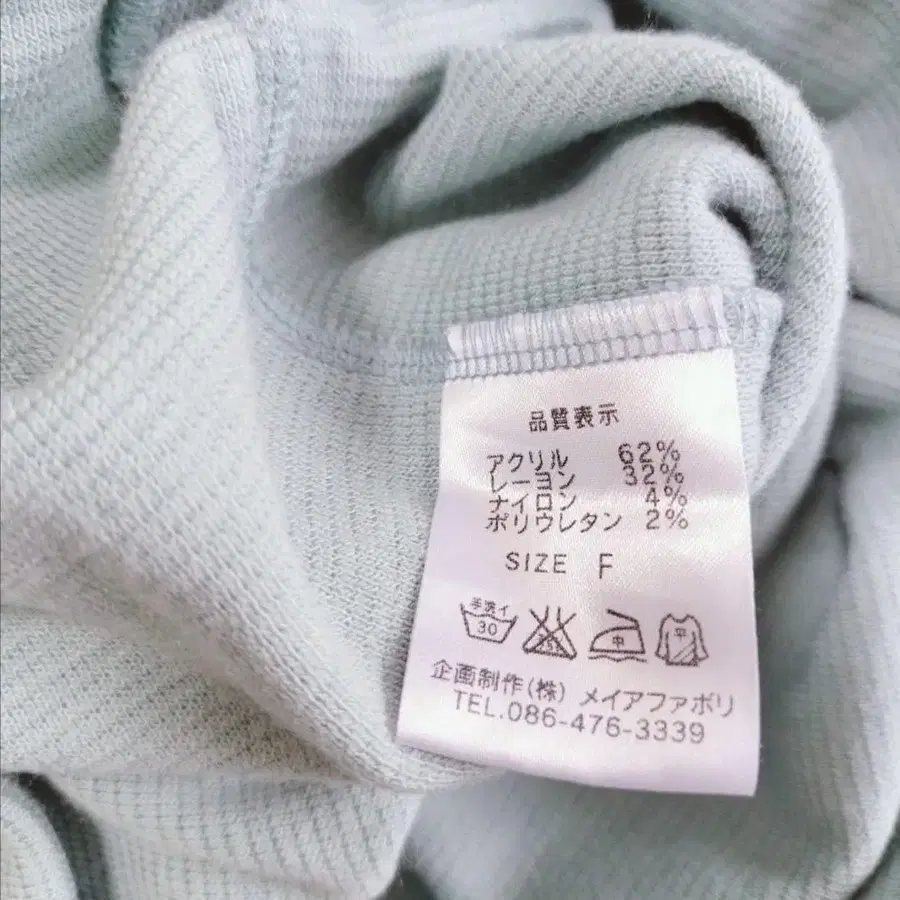 品質表示
アクリル 62%
レーヨン 32%
ナイロン 4%
ポリウレタン 2%
SIZE F
手洗イ
30
中
平
企画制作(株) メイアファボリ
TEL.086-476-3339